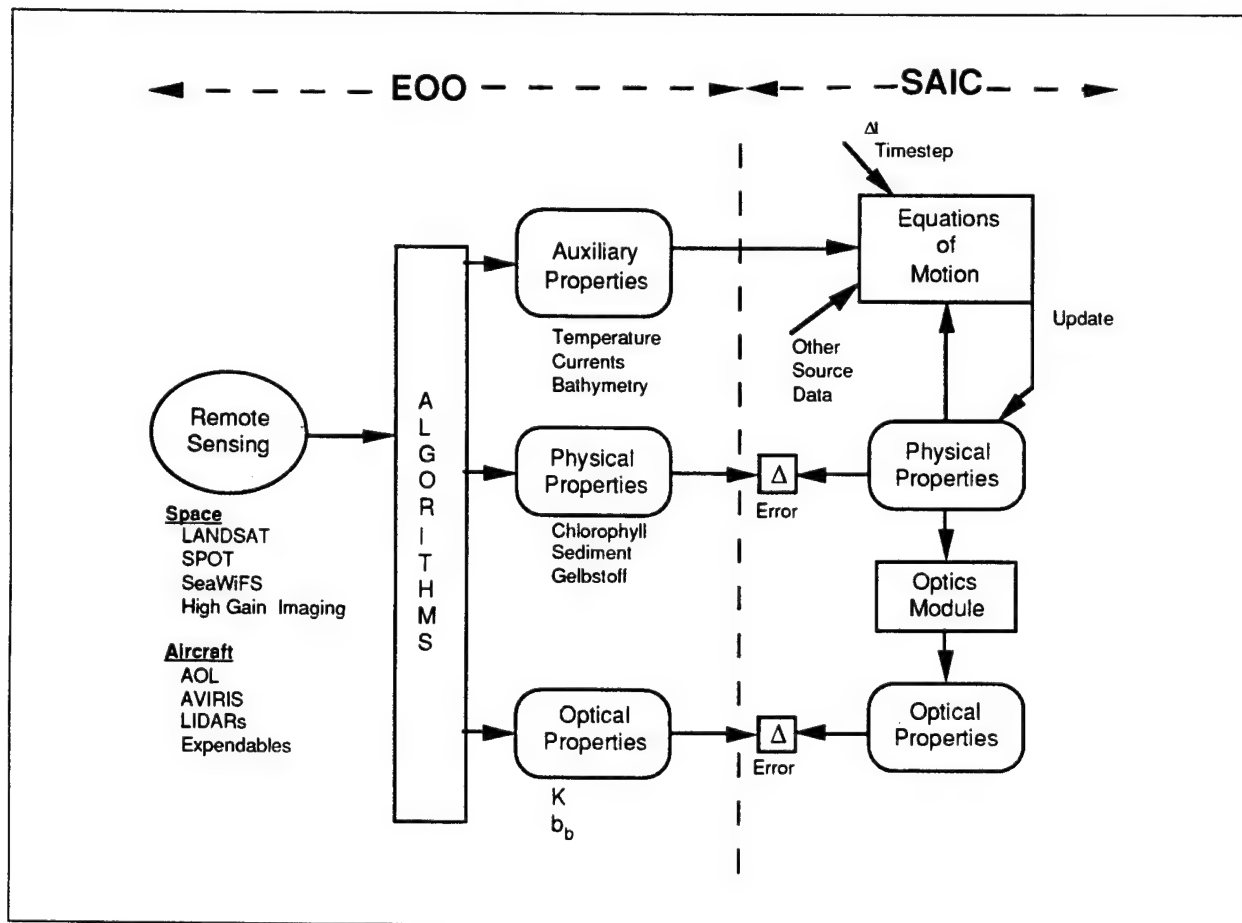 EOO
SAIC
Δt
Timestep
Equations
of
Motion
Auxiliary
Properties
Update
Temperature
Currents
Bathymetry
Other
Source
Data
ALGORITHMS
Remote
Sensing
Physical
Properties
Δ
Error
Physical
Properties
Space
LANDSAT
SPOT
SeaWiFS
High Gain Imaging
Chlorophyll
Sediment
Gelbstoff
Optics
Module
Aircraft
AOL
AVIRIS
LIDARs
Expendables
Optical
Properties
Δ
Error
Optical
Properties
K
b_b